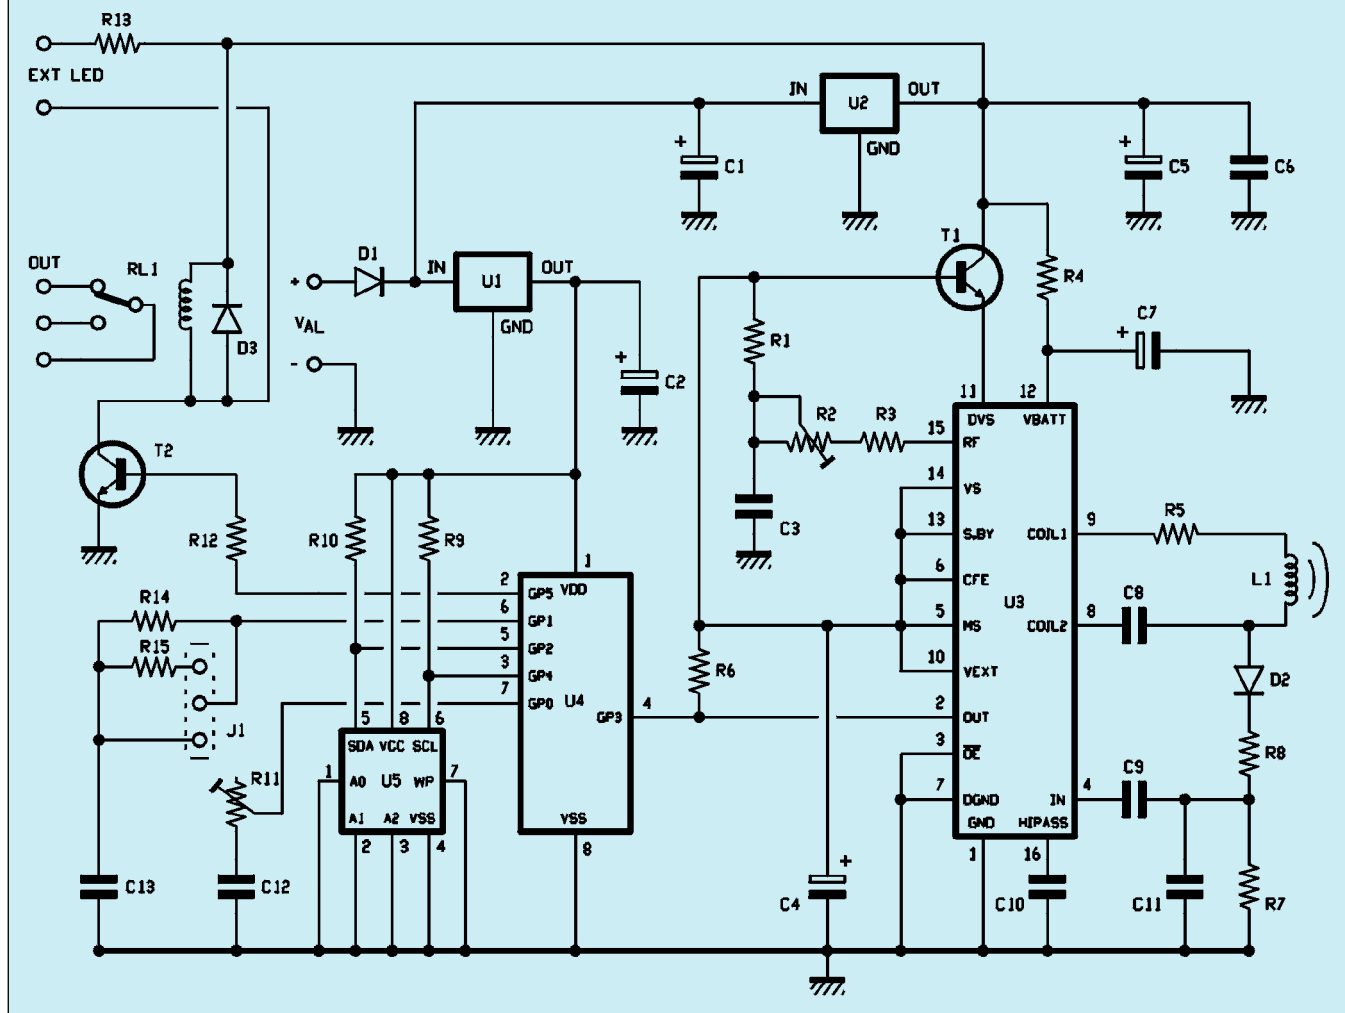 R13
EXT LED
IN U2 OUT
GND
+ C1
+ C5
C6
T1
D1
IN U1 OUT
GND
OUT
RL1
+
VAL
-
D3
R4
C7
+
R1
+ C2
11 12
DVS VBATT
R2 R3
15 RF
T2
14 VS
C3
13 S.BY
COIL1 9
R5
R12
R10
R9
1
VDD
6 CFE
U3
L1
2 GP5
R14
6 GP1
5 MS
COIL2 8
C8
5 GP2
R15
3 GP4
R6
10 VEXT
D2
7 GP0
U4
GP3 4
2 OUT
J1
5 8 6
SDA VCC SCL
3 OE
R8
R11
1 A0 U5 WP 7
C9
7 DGND
IN 4
A1 A2 VSS
VSS
GND HIPASS
2 3 4
8
1 16
C13
C12
+
C4
C10
C11
R7